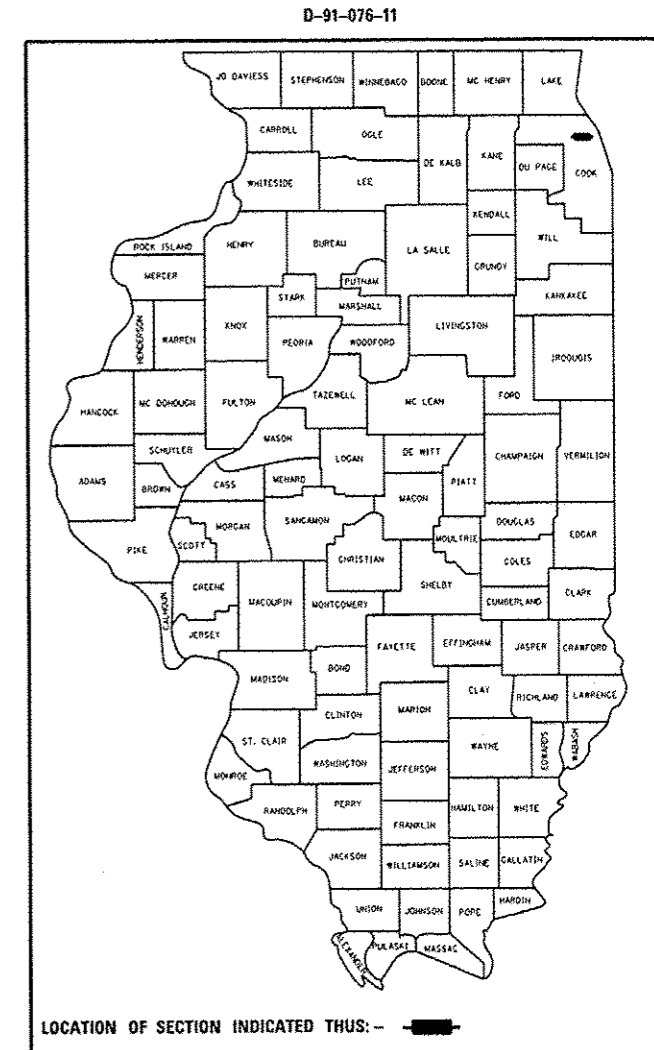 D-91-076-11
JO DAVIESS STEPHENSON WINNEBAGO BOONE MC HENRY LAKE
CARROLL OGLE DE KALB KANE DU PAGE COOK
WHITESIDE LEE
KENDALL WILL
ROCK ISLAND HENRY BUREAU LA SALLE GRUNDY
MERCER PUTNAM
STARK MARSHALL KANKAKEE
HENDERSON WARREN KNOX PEORIA WOODFORD LIVINGSTON IROQUOIS
HANCOCK MC DONOUGH FULTON TAZEWELL MC LEAN FORD
MASON
SCHUYLER LOGAN DE WITT CHAMPAIGN VERMILION
ADAMS BROWN CASS MENARD PIATT
MACON
MORGAN SANGAMON DOUGLAS
PIKE SCOTT CHRISTIAN MOULTRIE EDGAR
COLES
GREENE SHELBY
CALHOUN MACOUPIN MONTGOMERY CUMBERLAND CLARK
JERSEY
FAYETTE EFFINGHAM JASPER CRAWFORD
MADISON BOND
CLAY RICHLAND LAWRENCE
CLINTON MARION
ST. CLAIR WAYNE EDWARDS WABASH
WASHINGTON JEFFERSON
MONROE
RANDOLPH PERRY HAMILTON WHITE
FRANKLIN
JACKSON WILLIAMSON SALINE GALLATIN
HARDIN
UNION JOHNSON POPE
ALEXANDER PULASKI MASSAC
LOCATION OF SECTION INDICATED THUS: -